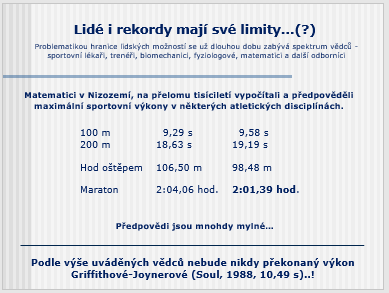 Lidé i rekordy mají své limity...(?)
Problematikou hranice lidských možností se už dlouhou dobu zabývá spektrum vědců –
sportovní lékaři, trenéři, biomechanici, fyziologové, matematici a další odborníci
Matematici v Nizozemí, na přelomu tisíciletí vypočítali a předpověděli
maximální sportovní výkony v některých atletických disciplínách.
100 m 9,29 s 9,58 s
200 m 18,63 s 19,19 s
Hod oštěpem 106,50 m 98,48 m
Maraton 2:04,06 hod. 2:01,39 hod.
Předpovědi jsou mnohdy mylné...
Podle výše uváděných vědců nebude nikdy překonaný výkon
Griffithové-Joynerové (Soul, 1988, 10,49 s)..!